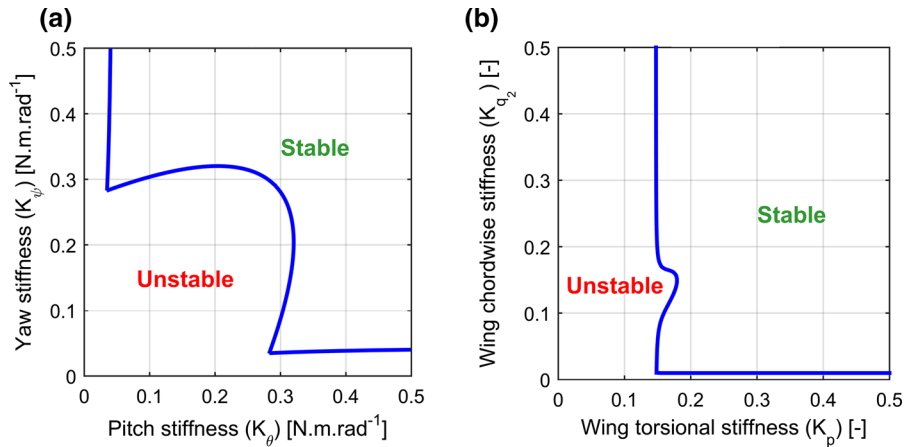 (a)
Yaw stiffness (K_ψ) [N.m.rad⁻¹]
0.5
0.4
0.3
0.2
0.1
0
Stable
Unstable
0
0.1
0.2
0.3
0.4
0.5
Pitch stiffness (K_θ) [N.m.rad⁻¹]
(b)
Wing chordwise stiffness (K_q₂) [-]
0.5
0.4
0.3
0.2
0.1
0
Stable
Unstable
0
0.1
0.2
0.3
0.4
0.5
Wing torsional stiffness (K_p) [-]